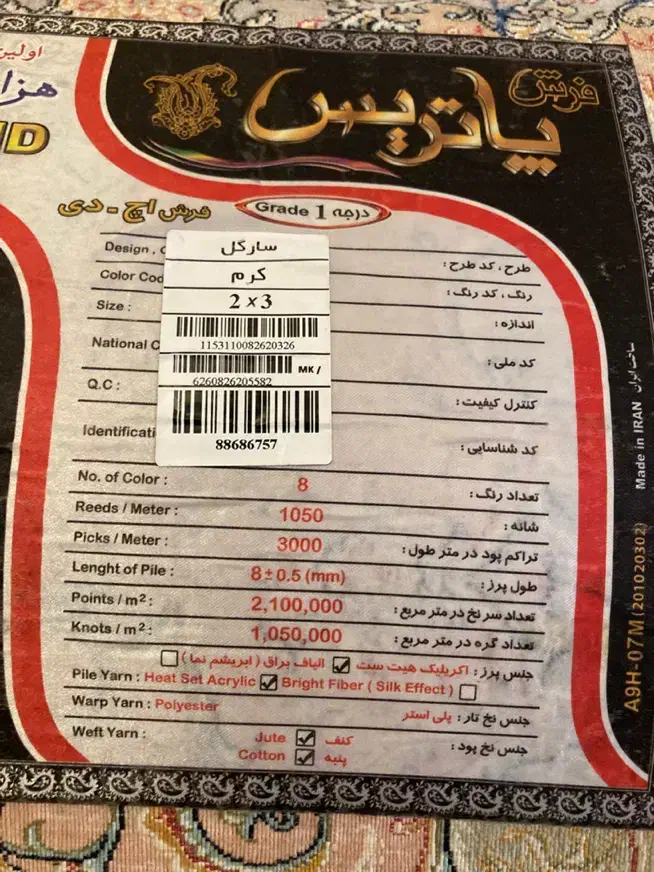 اولین
هزار
HD
فرش
پاتریس
فرش اچ - دی
Grade 1 درجه
سارگل
Design , طرح ، کد طرح :
کرم
Color Cod رنگ ، کد رنگ :
2 × 3
Size : اندازه :
1153110082620326
National C کد ملی :
MK /
6260826205582
Q.C : کنترل کیفیت :
88686757
Identificati کد شناسایی :
No. of Color : 8 تعداد رنگ :
Reeds / Meter : 1050 شانه :
Picks / Meter : 3000 تراکم پود در متر طول :
Lenght of Pile : 8±0.5 (mm) طول پرز :
Points / m² : 2,100,000 تعداد سر نخ در متر مربع :
Knots / m² : 1,050,000 تعداد گره در متر مربع :
جنس پرز : اکریلیک هیت ست الیاف براق ( ابریشم نما )
Pile Yarn : Heat Set Acrylic Bright Fiber ( Silk Effect )
Warp Yarn : Polyester جنس نخ تار : پلی استر
Weft Yarn : Jute کنف جنس نخ پود :
Cotton پنبه
Made in IRAN ساخت ایران
A9H-07M (201020302)